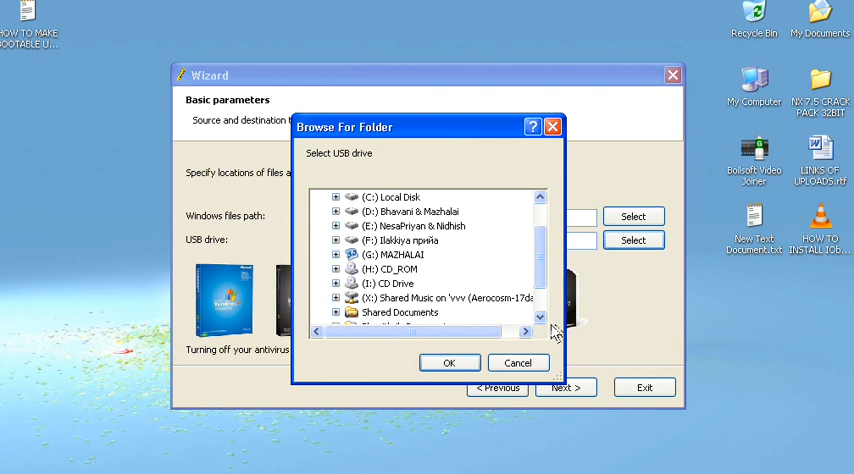 HOW TO MAKE
BOOTABLE U...
Recycle Bin
My Documents
Wizard
Basic parameters
Source and destination
My Computer
NX 7.5 CRACK
PACK 32BIT
Browse For Folder
Select USB drive
Specify locations of files
(C:) Local Disk
(D:) Bhavani & Mazhalai
(E:) NesaPriyan & Nidhish
(F:) Ilakkiya прийа
(G:) MAZHALAI
(H:) CD_ROM
(I:) CD Drive
(X:) Shared Music on 'vvv (Aerocosm-17da
Shared Documents
Windows files path:
Select
USB drive:
Select
Boilsoft Video
Joiner
LINKS OF
UPLOADS.rtf
New Text
Document.txt
HOW TO
INSTALL IOb...
Turning off your antivirus
OK
Cancel
< Previous
Next >
Exit